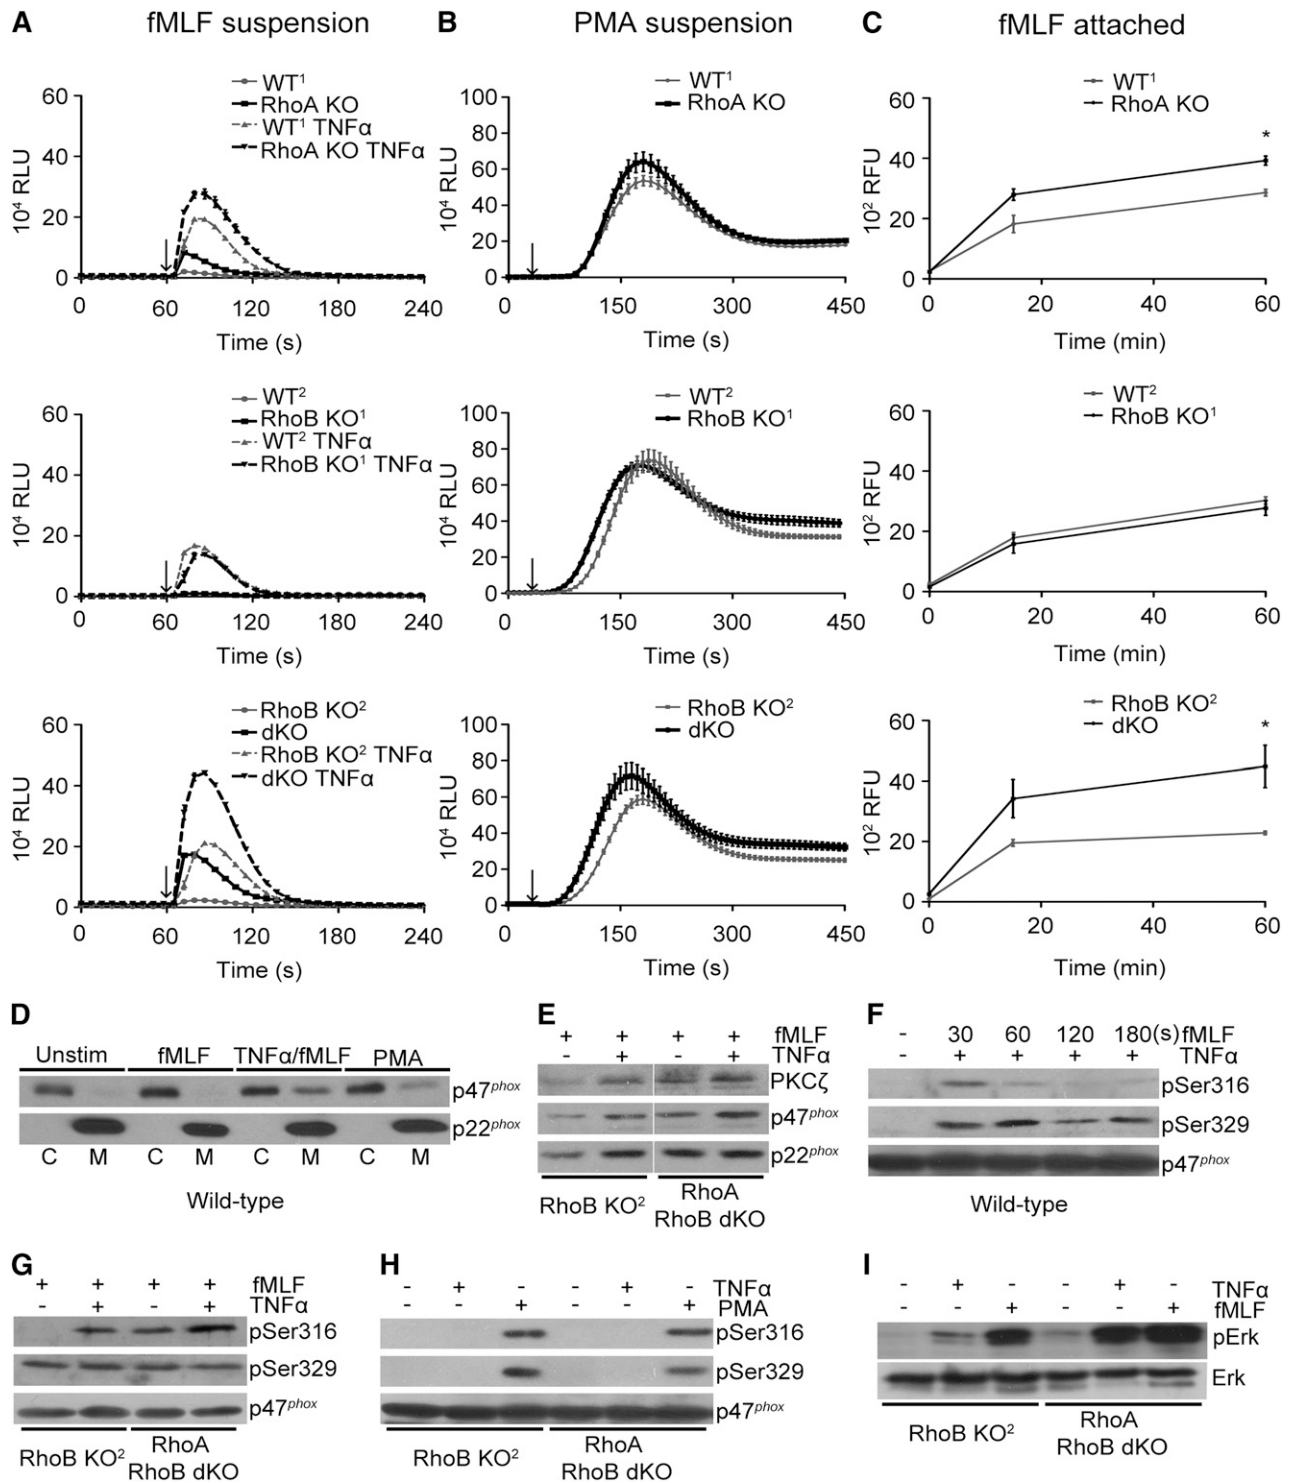 A fMLF suspension
B PMA suspension
C fMLF attached
WT¹
RhoA KO
WT¹ TNFα
RhoA KO TNFα
10⁴ RLU
60
40
20
0
0 60 120 180 240
Time (s)
WT¹
RhoA KO
10⁴ RLU
100
80
60
40
20
0
0 150 300 450
Time (s)
WT¹
RhoA KO
*
10² RFU
60
40
20
0
0 20 40 60
Time (min)
WT²
RhoB KO¹
WT² TNFα
RhoB KO¹ TNFα
10⁴ RLU
60
40
20
0
0 60 120 180 240
Time (s)
WT²
RhoB KO¹
10⁴ RLU
100
80
60
40
20
0
0 150 300 450
Time (s)
WT²
RhoB KO¹
10² RFU
60
40
20
0
0 20 40 60
Time (min)
RhoB KO²
dKO
RhoB KO² TNFα
dKO TNFα
10⁴ RLU
60
40
20
0
0 60 120 180 240
Time (s)
RhoB KO²
dKO
10⁴ RLU
100
80
60
40
20
0
0 150 300 450
Time (s)
RhoB KO²
dKO
*
10² RFU
60
40
20
0
0 20 40 60
Time (min)
D
Unstim fMLF TNFα/fMLF PMA
p47phox
p22phox
C M C M C M C M
Wild-type
E
+ + + + fMLF
- + - + TNFα
PKCζ
p47phox
p22phox
RhoB KO² RhoA
RhoB dKO
F
- 30 60 120 180(s) fMLF
- + + + + TNFα
pSer316
pSer329
p47phox
Wild-type
G
+ + + + fMLF
- + - + TNFα
pSer316
pSer329
p47phox
RhoB KO² RhoA
RhoB dKO
H
- + - - + - TNFα
- - + - - + PMA
pSer316
pSer329
p47phox
RhoB KO² RhoA
RhoB dKO
I
- + - - + - TNFα
- - + - - + fMLF
pErk
Erk
RhoB KO² RhoA
RhoB dKO